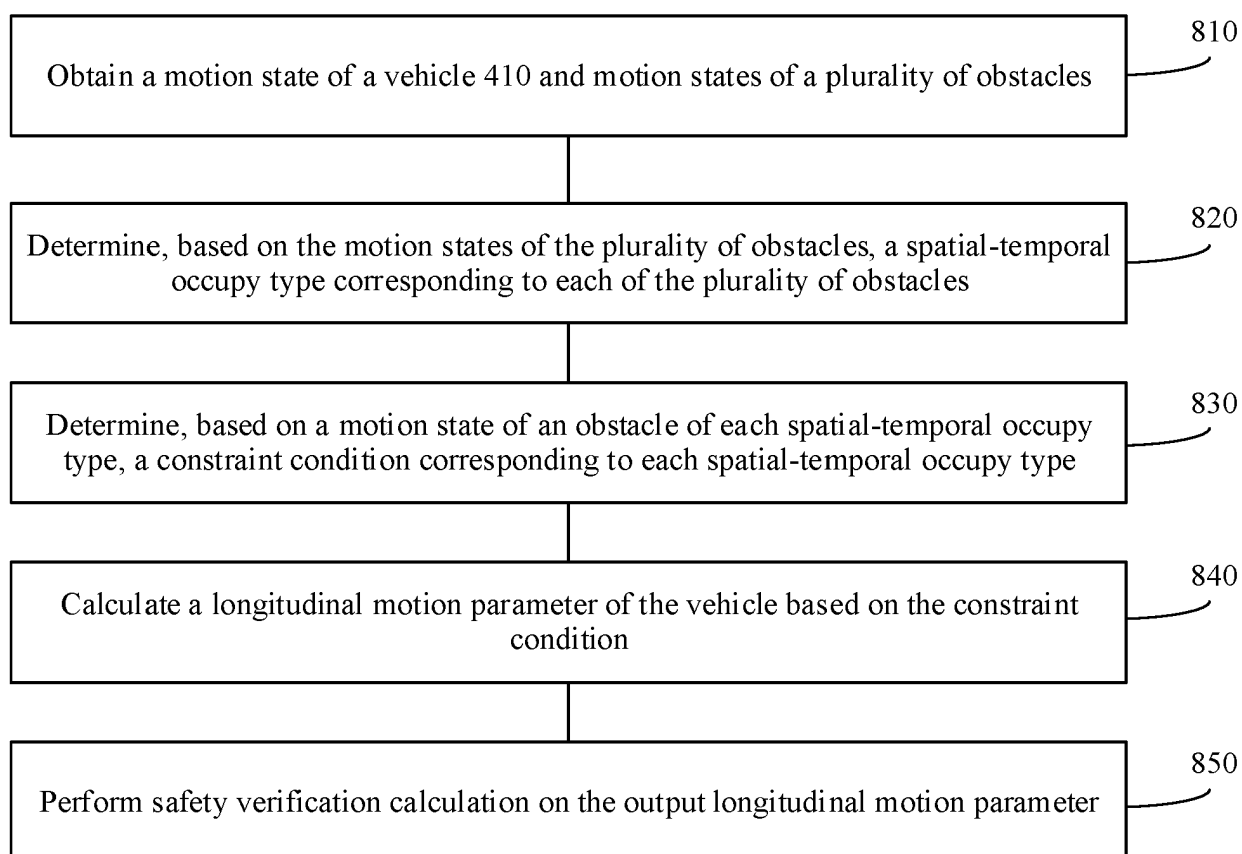 810
Obtain a motion state of a vehicle 410 and motion states of a plurality of obstacles
820
Determine, based on the motion states of the plurality of obstacles, a spatial-temporal
occupy type corresponding to each of the plurality of obstacles
830
Determine, based on a motion state of an obstacle of each spatial-temporal occupy
type, a constraint condition corresponding to each spatial-temporal occupy type
840
Calculate a longitudinal motion parameter of the vehicle based on the constraint
condition
850
Perform safety verification calculation on the output longitudinal motion parameter